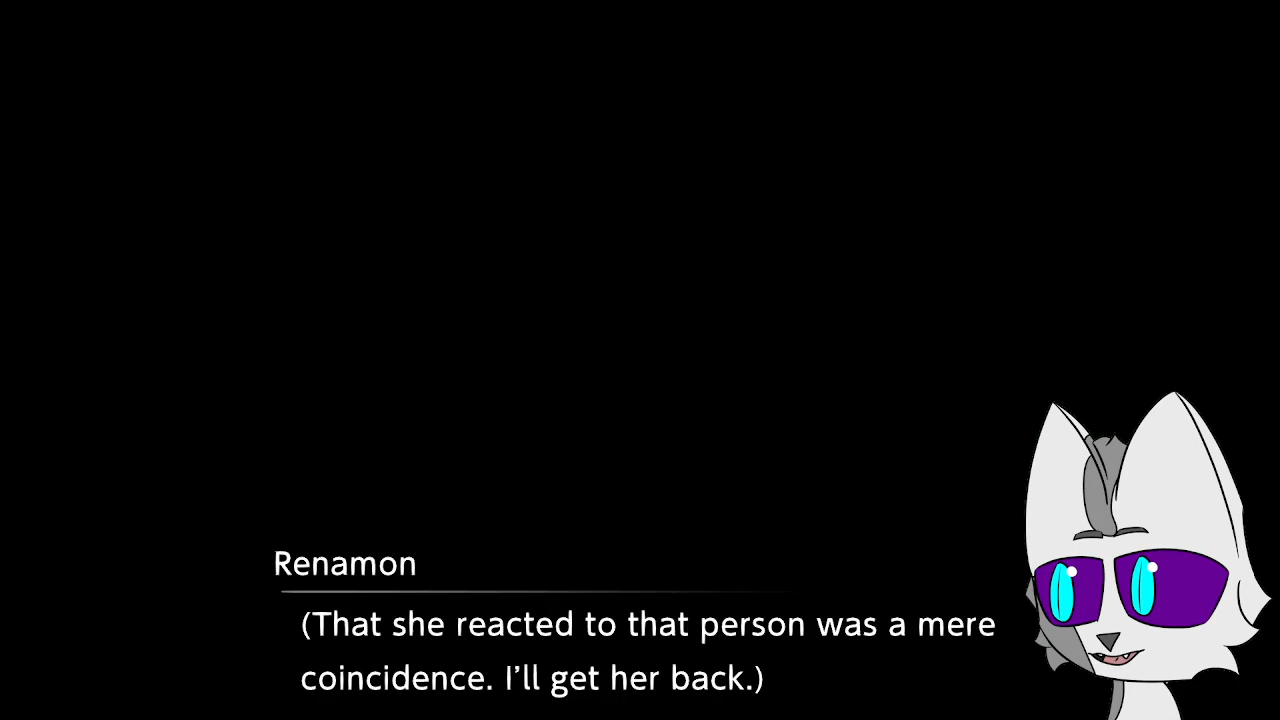 Renamon
(That she reacted to that person was a mere
coincidence. I’ll get her back.)